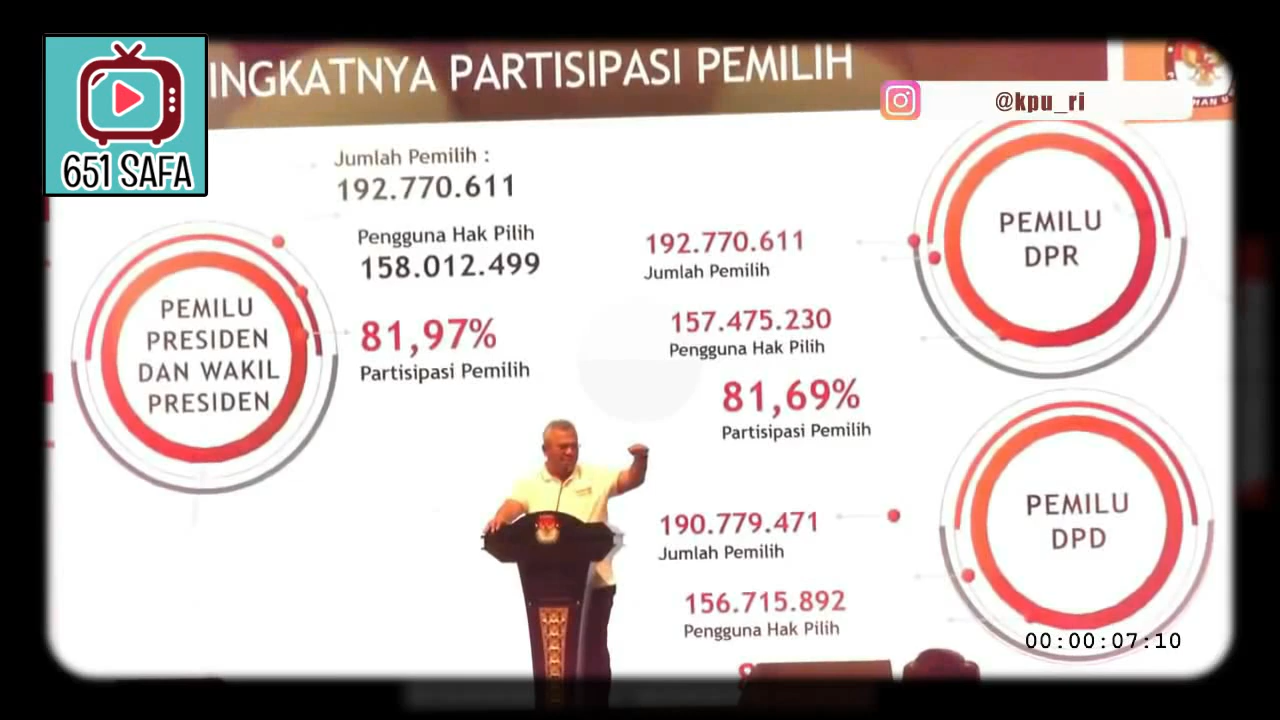 INGKATNYA PARTISIPASI PEMILIH
651 SAFA
@kpu_ri
Jumlah Pemilih :
192.770.611
Pengguna Hak Pilih
158.012.499
81,97%
Partisipasi Pemilih
PEMILU
PRESIDEN
DAN WAKIL
PRESIDEN
192.770.611
Jumlah Pemilih
157.475.230
Pengguna Hak Pilih
81,69%
Partisipasi Pemilih
PEMILU
DPR
190.779.471
Jumlah Pemilih
156.715.892
Pengguna Hak Pilih
PEMILU
DPD
00:00:07:10